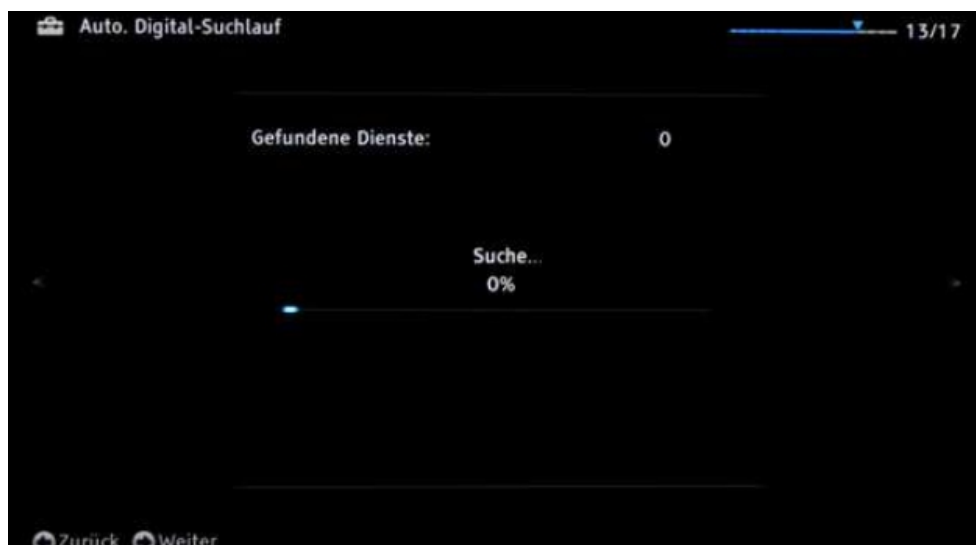 Auto. Digital-Suchlauf 13/17
Gefundene Dienste: 0
Suche...
0%
Zurück Weiter